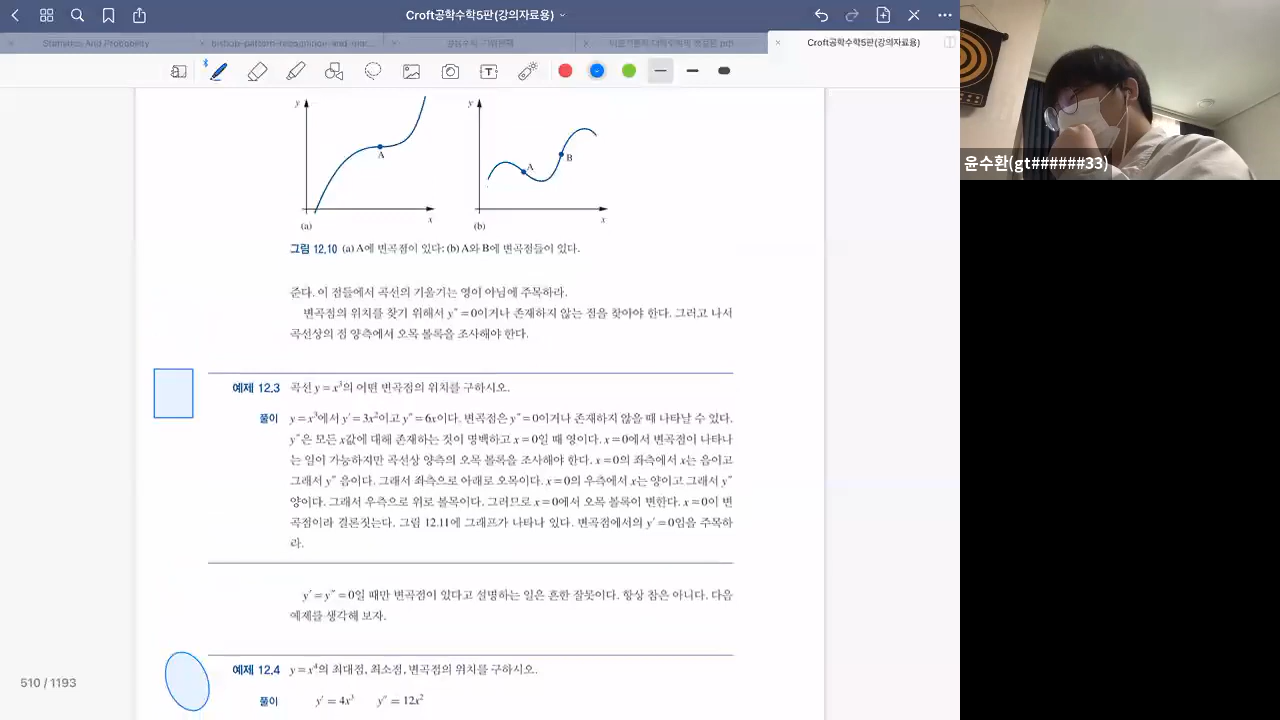 Croft공학수학5판(강의자료용)
Statistics And Probability
bishop-pattern-recognition-and-mac...
Croft공학수학5판(강의자료용)
윤수환(gt######33)
y
A
x
(a)
y
A
B
x
(b)
그림 12.10 (a) A에 변곡점이 있다; (b) A와 B에 변곡점들이 있다.
준다. 이 점들에서 곡선의 기울기는 영이 아님에 주목하라.
변곡점의 위치를 찾기 위해서 y″ = 0이거나 존재하지 않는 점을 찾아야 한다. 그러고 나서
곡선상의 점 양측에서 오목 볼록을 조사해야 한다.
예제 12.3 곡선 y = x³의 어떤 변곡점의 위치를 구하시오.
풀이 y = x³에서 y′ = 3x²이고 y″ = 6x이다. 변곡점은 y″ = 0이거나 존재하지 않을 때 나타날 수 있다.
y″은 모든 x값에 대해 존재하는 것이 명백하고 x = 0일 때 영이다. x = 0에서 변곡점이 나타나
는 일이 가능하지만 곡선상 양측의 오목 볼록을 조사해야 한다. x = 0의 좌측에서 x는 음이고
그래서 y″ 음이다. 그래서 좌측으로 아래로 오목이다. x = 0의 우측에서 x는 양이고 그래서 y″
양이다. 그래서 우측으로 위로 볼목이다. 그러므로 x = 0에서 오목 볼록이 변한다. x = 0이 변
곡점이라 결론짓는다. 그림 12.11에 그래프가 나타나 있다. 변곡점에서의 y′ = 0임을 주목하
라.
y′ = y″ = 0일 때만 변곡점이 있다고 설명하는 일은 흔한 잘못이다. 항상 참은 아니다. 다음
예제를 생각해 보자.
예제 12.4 y = x⁴의 최대점, 최소점, 변곡점의 위치를 구하시오.
풀이 y′ = 4x³ y″ = 12x²
510 / 1193